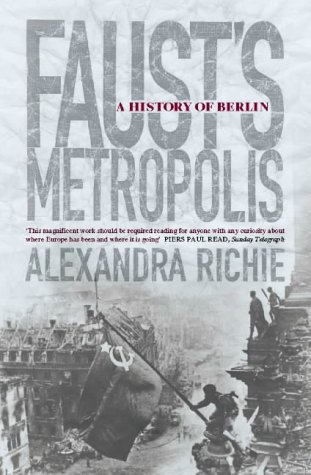 FAUST'S
A HISTORY OF BERLIN
METROPOLIS
'This magnificent work should be required reading for anyone with any curiosity about
where Europe has been and where it is going' PIERS PAUL READ, Sunday Telegraph
ALEXANDRA RICHIE